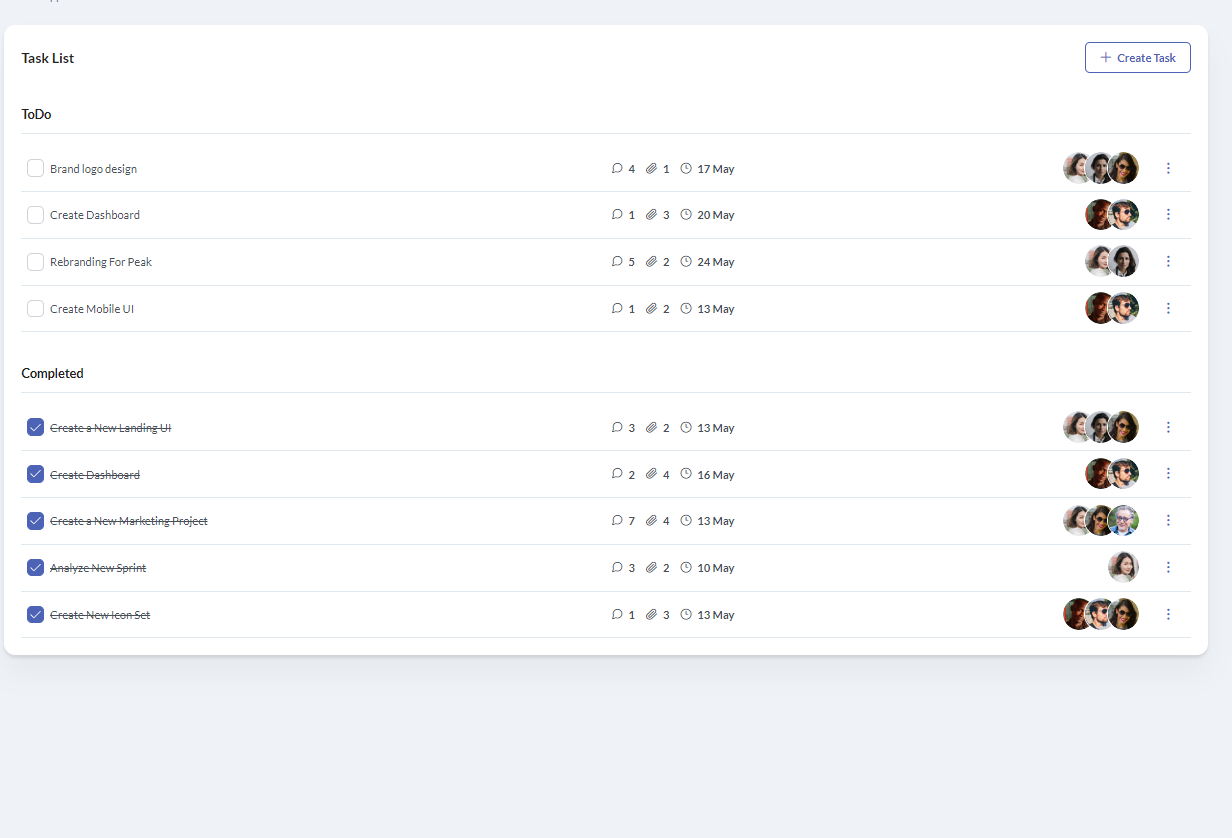 Task List
Create Task
ToDo
Brand logo design 4 1 17 May
Create Dashboard 1 3 20 May
Rebranding For Peak 5 2 24 May
Create Mobile UI 1 2 13 May
Completed
Create a New Landing UI 3 2 13 May
Create Dashboard 2 4 16 May
Create a New Marketing Project 7 4 13 May
Analyze New Sprint 3 2 10 May
Create New Icon Set 1 3 13 May